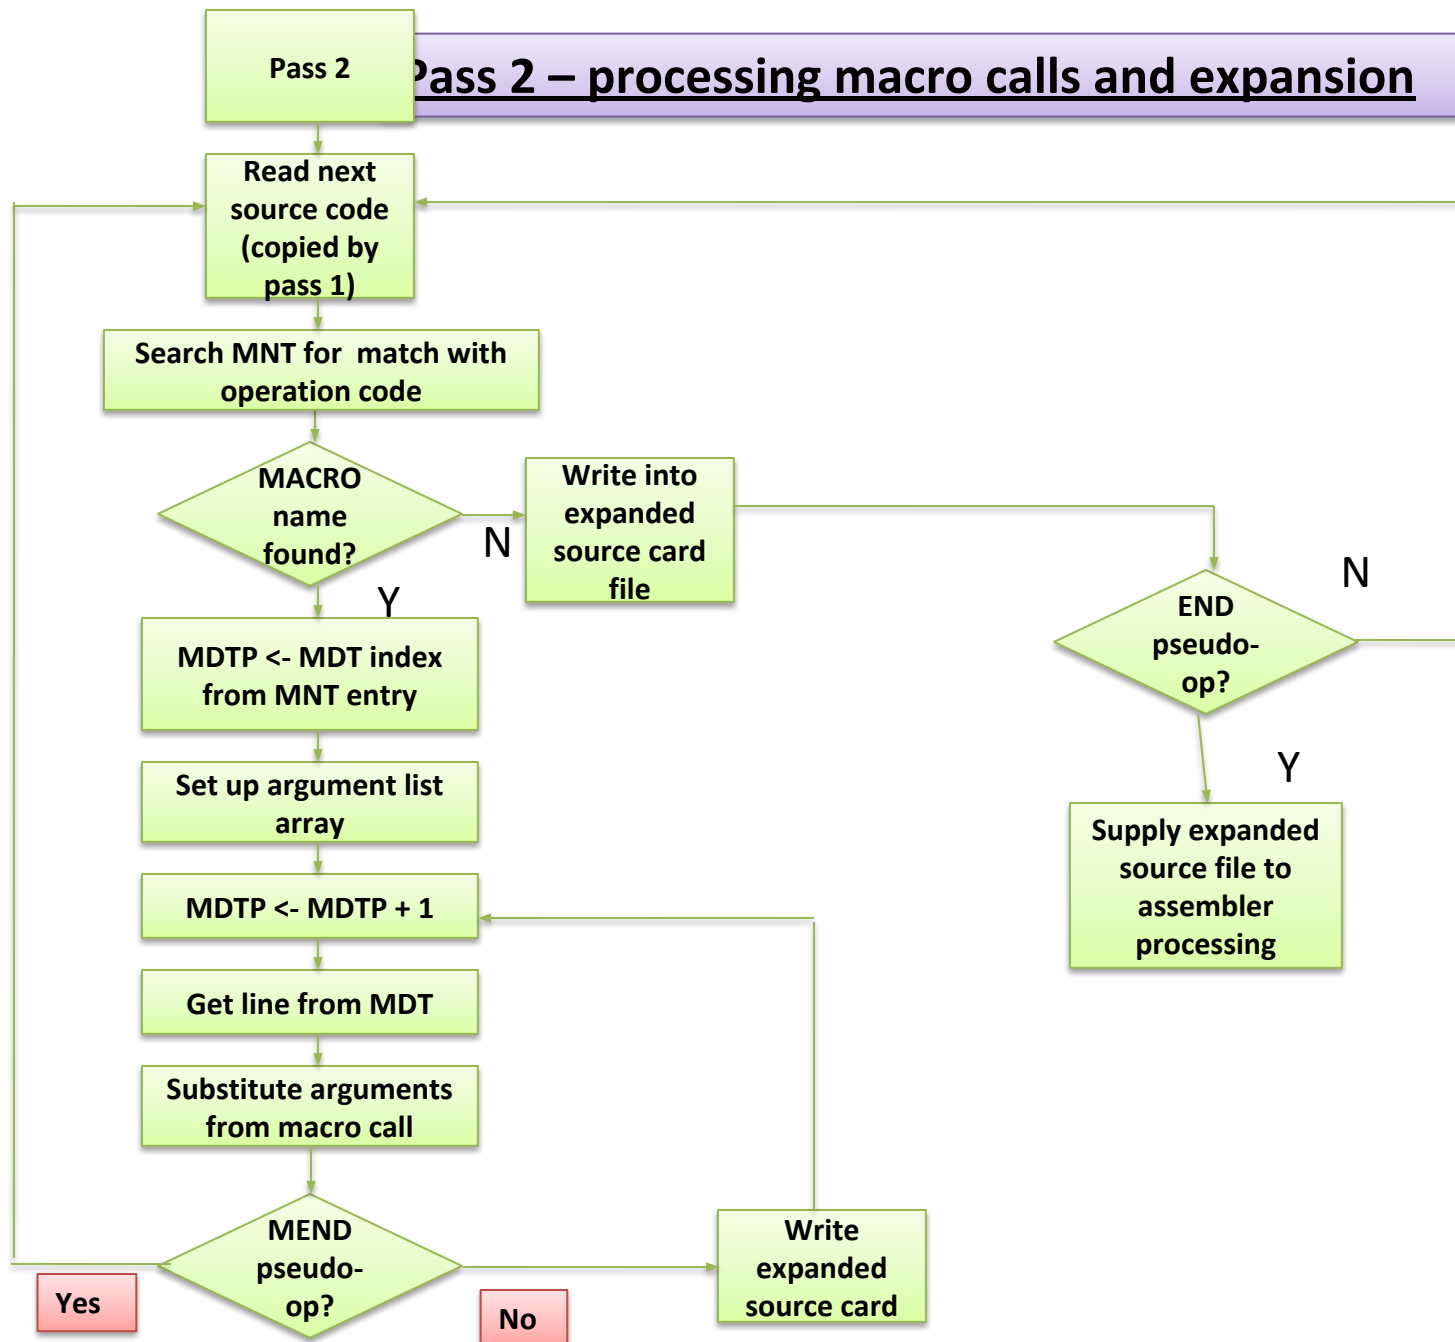 Pass 2
Pass 2 – processing macro calls and expansion
Read next
source code
(copied by
pass 1)
Search MNT for match with
operation code
MACRO
name
found?
N
Write into
expanded
source card
file
Y
N
END
pseudo-
op?
Y
MDTP <- MDT index
from MNT entry
Set up argument list
array
MDTP <- MDTP + 1
Supply expanded
source file to
assembler
processing
Get line from MDT
Substitute arguments
from macro call
MEND
pseudo-
op?
Yes
No
Write
expanded
source card